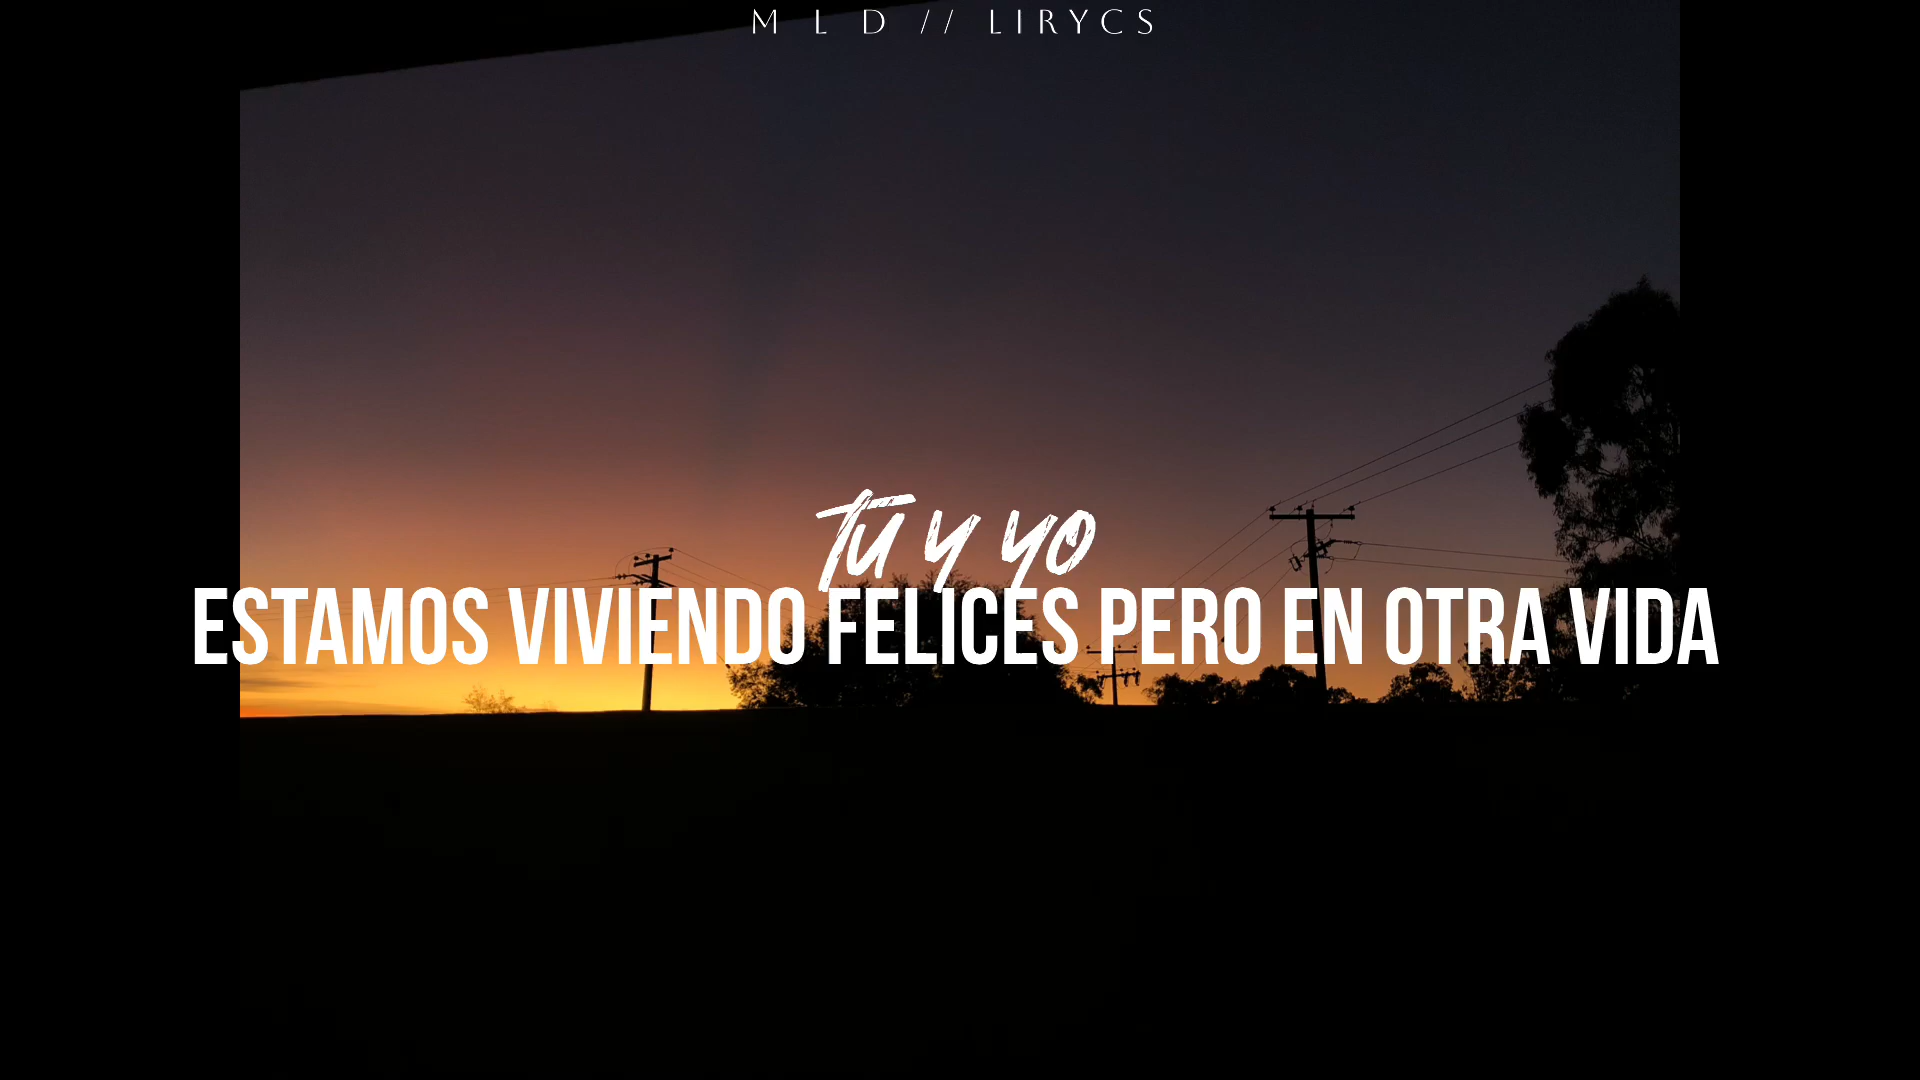 M L D // LIRYCS
Tú y yo
ESTAMOS VIVIENDO FELICES PERO EN OTRA VIDA